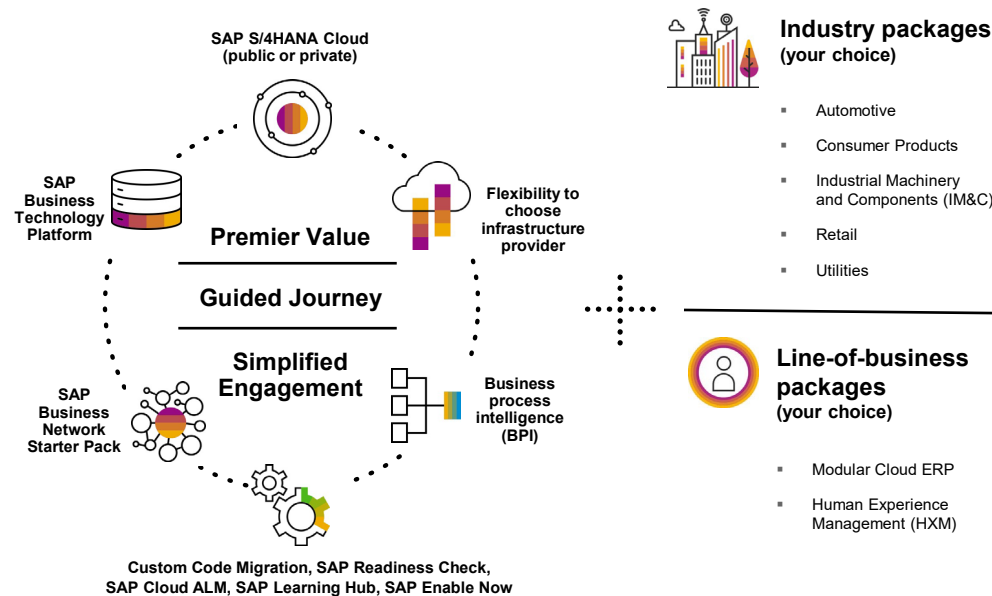 SAP S/4HANA Cloud
(public or private)
SAP
Business
Technology
Platform
Flexibility to
choose
infrastructure
provider
Premier Value
Guided Journey
Simplified
Engagement
SAP
Business
Network
Starter Pack
Business
process
intelligence
(BPI)
Custom Code Migration, SAP Readiness Check,
SAP Cloud ALM, SAP Learning Hub, SAP Enable Now
Industry packages
(your choice)
▪ Automotive
▪ Consumer Products
▪ Industrial Machinery
and Components (IM&C)
▪ Retail
▪ Utilities
Line-of-business
packages
(your choice)
▪ Modular Cloud ERP
▪ Human Experience
Management (HXM)